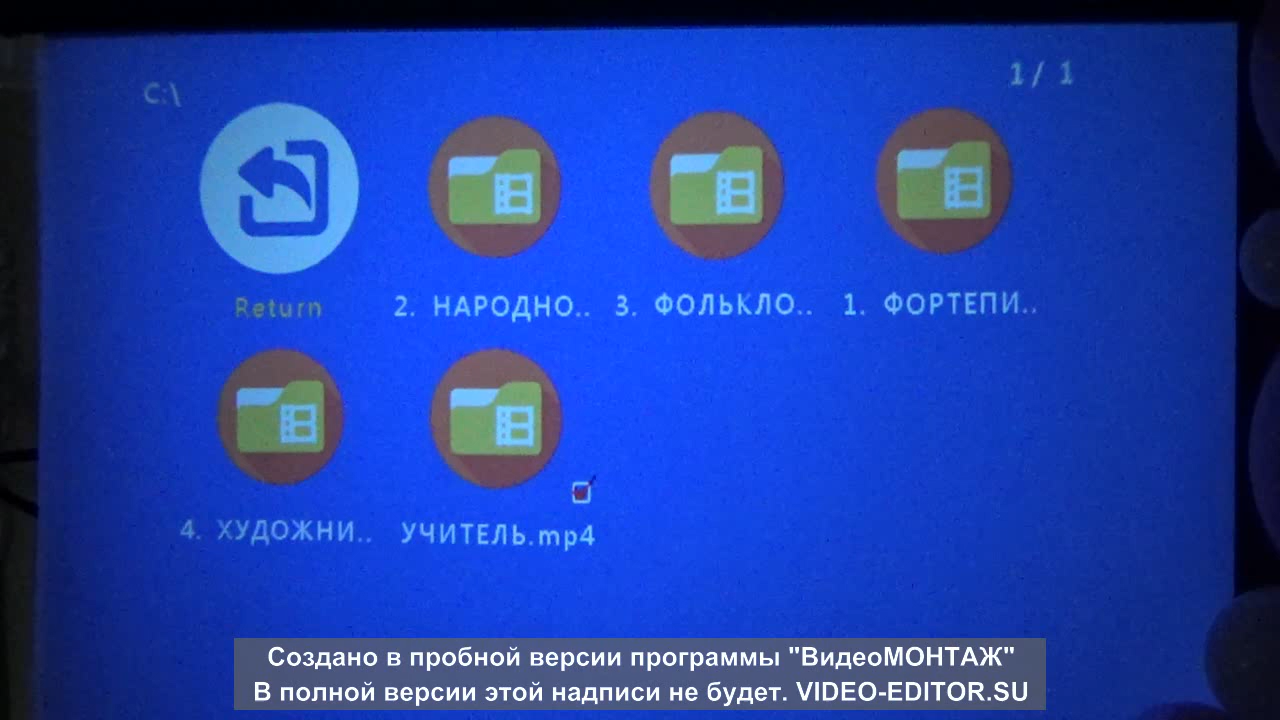 C:\
1/ 1
Return
2. НАРОДНО..
3. ФОЛЬКЛО..
1. ФОРТЕПИ..
4. ХУДОЖНИ..
УЧИТЕЛЬ.mp4
Создано в пробной версии программы "ВидеоМОНТАЖ"
В полной версии этой надписи не будет. VIDEO-EDITOR.SU